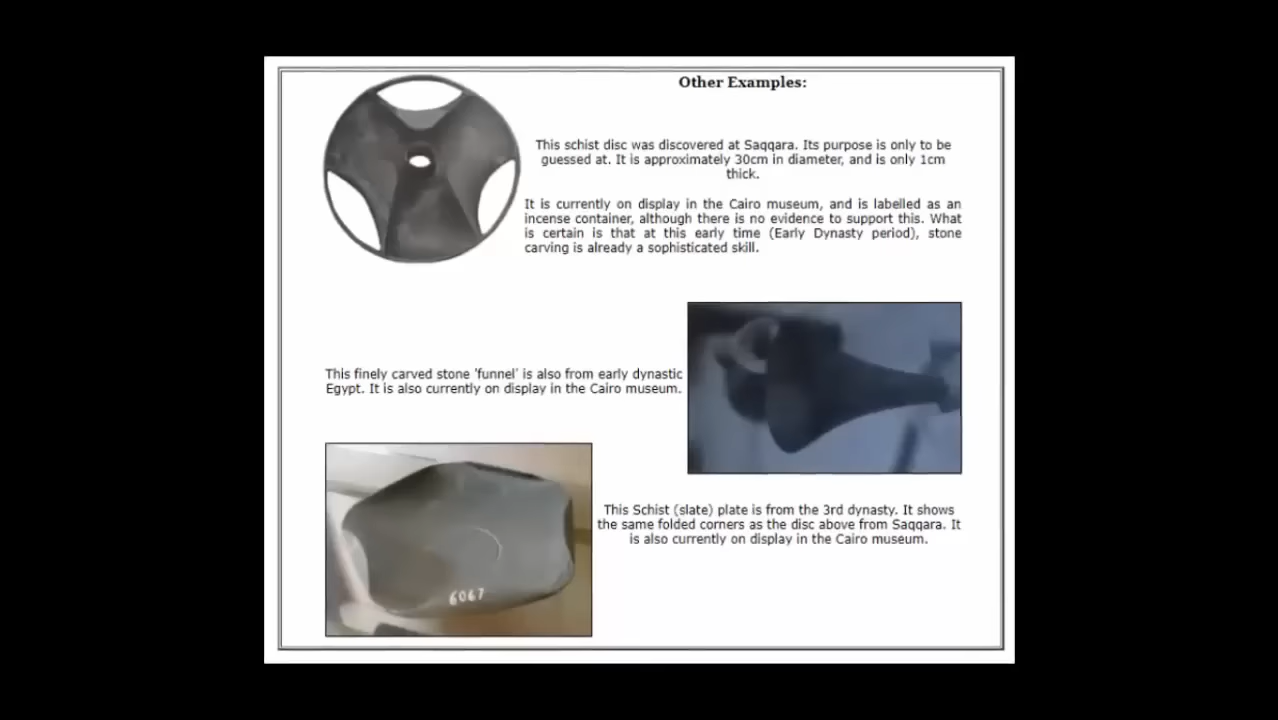 Other Examples:
This schist disc was discovered at Saqqara. Its purpose is only to be
guessed at. It is approximately 30cm in diameter, and is only 1cm
thick.
It is currently on display in the Cairo museum, and is labelled as an
incense container, although there is no evidence to support this. What
is certain is that at this early time (Early Dynasty period), stone
carving is already a sophisticated skill.
This finely carved stone 'funnel' is also from early dynastic
Egypt. It is also currently on display in the Cairo museum.
This Schist (slate) plate is from the 3rd dynasty. It shows
the same folded corners as the disc above from Saqqara. It
is also currently on display in the Cairo museum.
6067